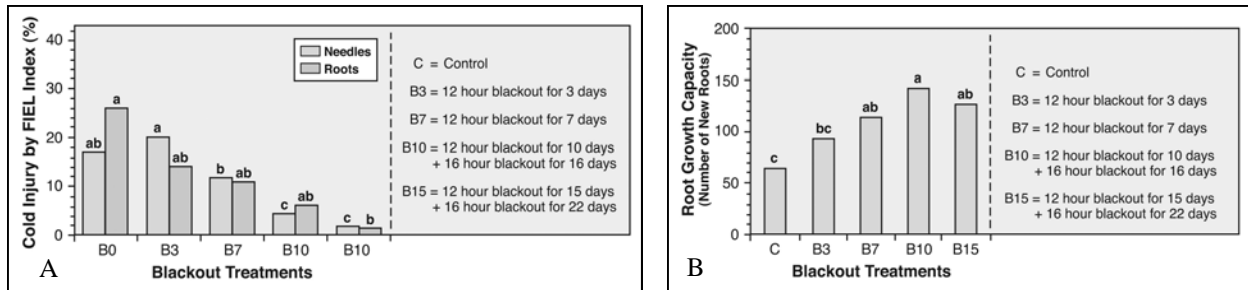 Cold Injury by FIEL Index (%)
40
30
20
10
0
Needles
Roots
ab
a
a
ab
b
ab
c
ab
c
b
B0 B3 B7 B10 B10
Blackout Treatments
A
C = Control
B3 = 12 hour blackout for 3 days
B7 = 12 hour blackout for 7 days
B10 = 12 hour blackout for 10 days
+ 16 hour blackout for 16 days
B15 = 12 hour blackout for 15 days
+ 16 hour blackout for 22 days
Root Growth Capacity
(Number of New Roots)
200
150
100
50
0
c
bc
ab
a
ab
C B3 B7 B10 B15
Blackout Treatments
B
C = Control
B3 = 12 hour blackout for 3 days
B7 = 12 hour blackout for 7 days
B10 = 12 hour blackout for 10 days
+ 16 hour blackout for 16 days
B15 = 12 hour blackout for 15 days
+ 16 hour blackout for 22 days